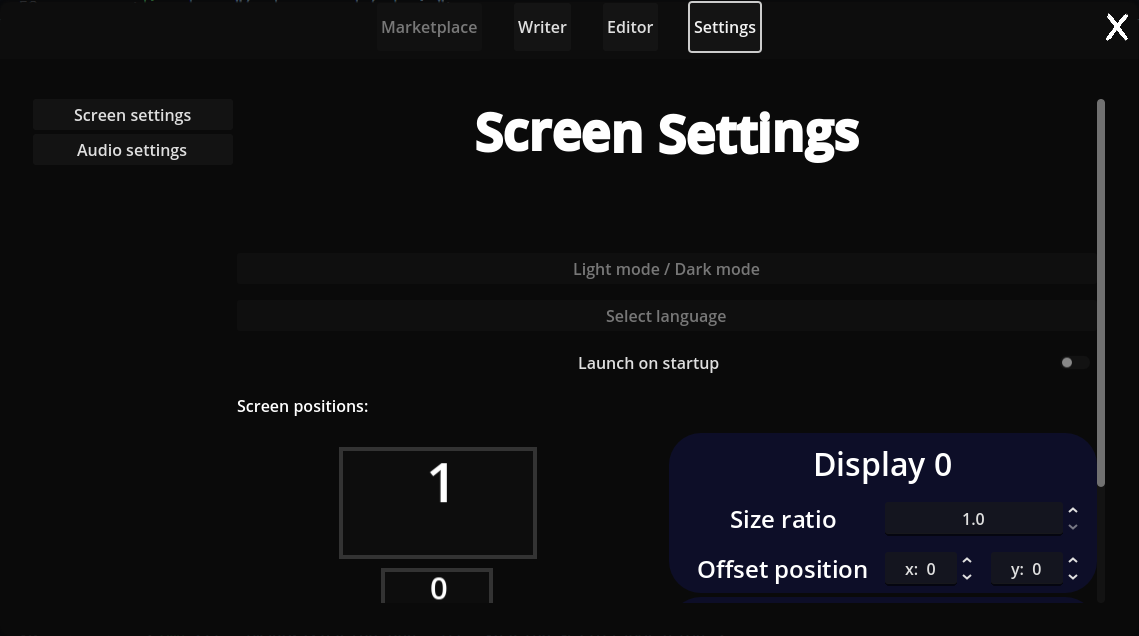 Marketplace Writer Editor Settings X
Screen settings
Audio settings
Screen Settings
Light mode / Dark mode
Select language
Launch on startup
Screen positions:
1
0
Display 0
Size ratio 1.0
Offset position x: 0 y: 0